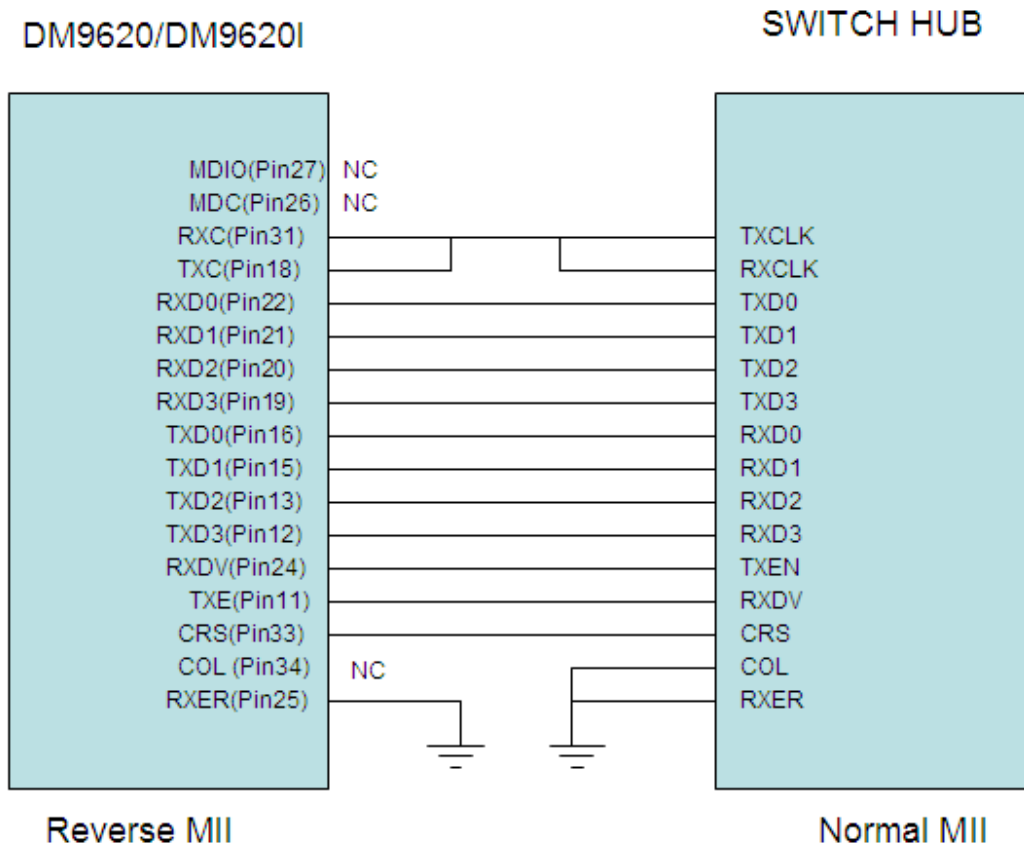 DM9620/DM9620I
SWITCH HUB
MDIO(Pin27) NC
MDC(Pin26) NC
RXC(Pin31) TXCLK
TXC(Pin18) RXCLK
RXD0(Pin22) TXD0
RXD1(Pin21) TXD1
RXD2(Pin20) TXD2
RXD3(Pin19) TXD3
TXD0(Pin16) RXD0
TXD1(Pin15) RXD1
TXD2(Pin13) RXD2
TXD3(Pin12) RXD3
RXDV(Pin24) TXEN
TXE(Pin11) RXDV
CRS(Pin33) CRS
COL (Pin34) NC COL
RXER(Pin25) RXER
Reverse MII
Normal MII